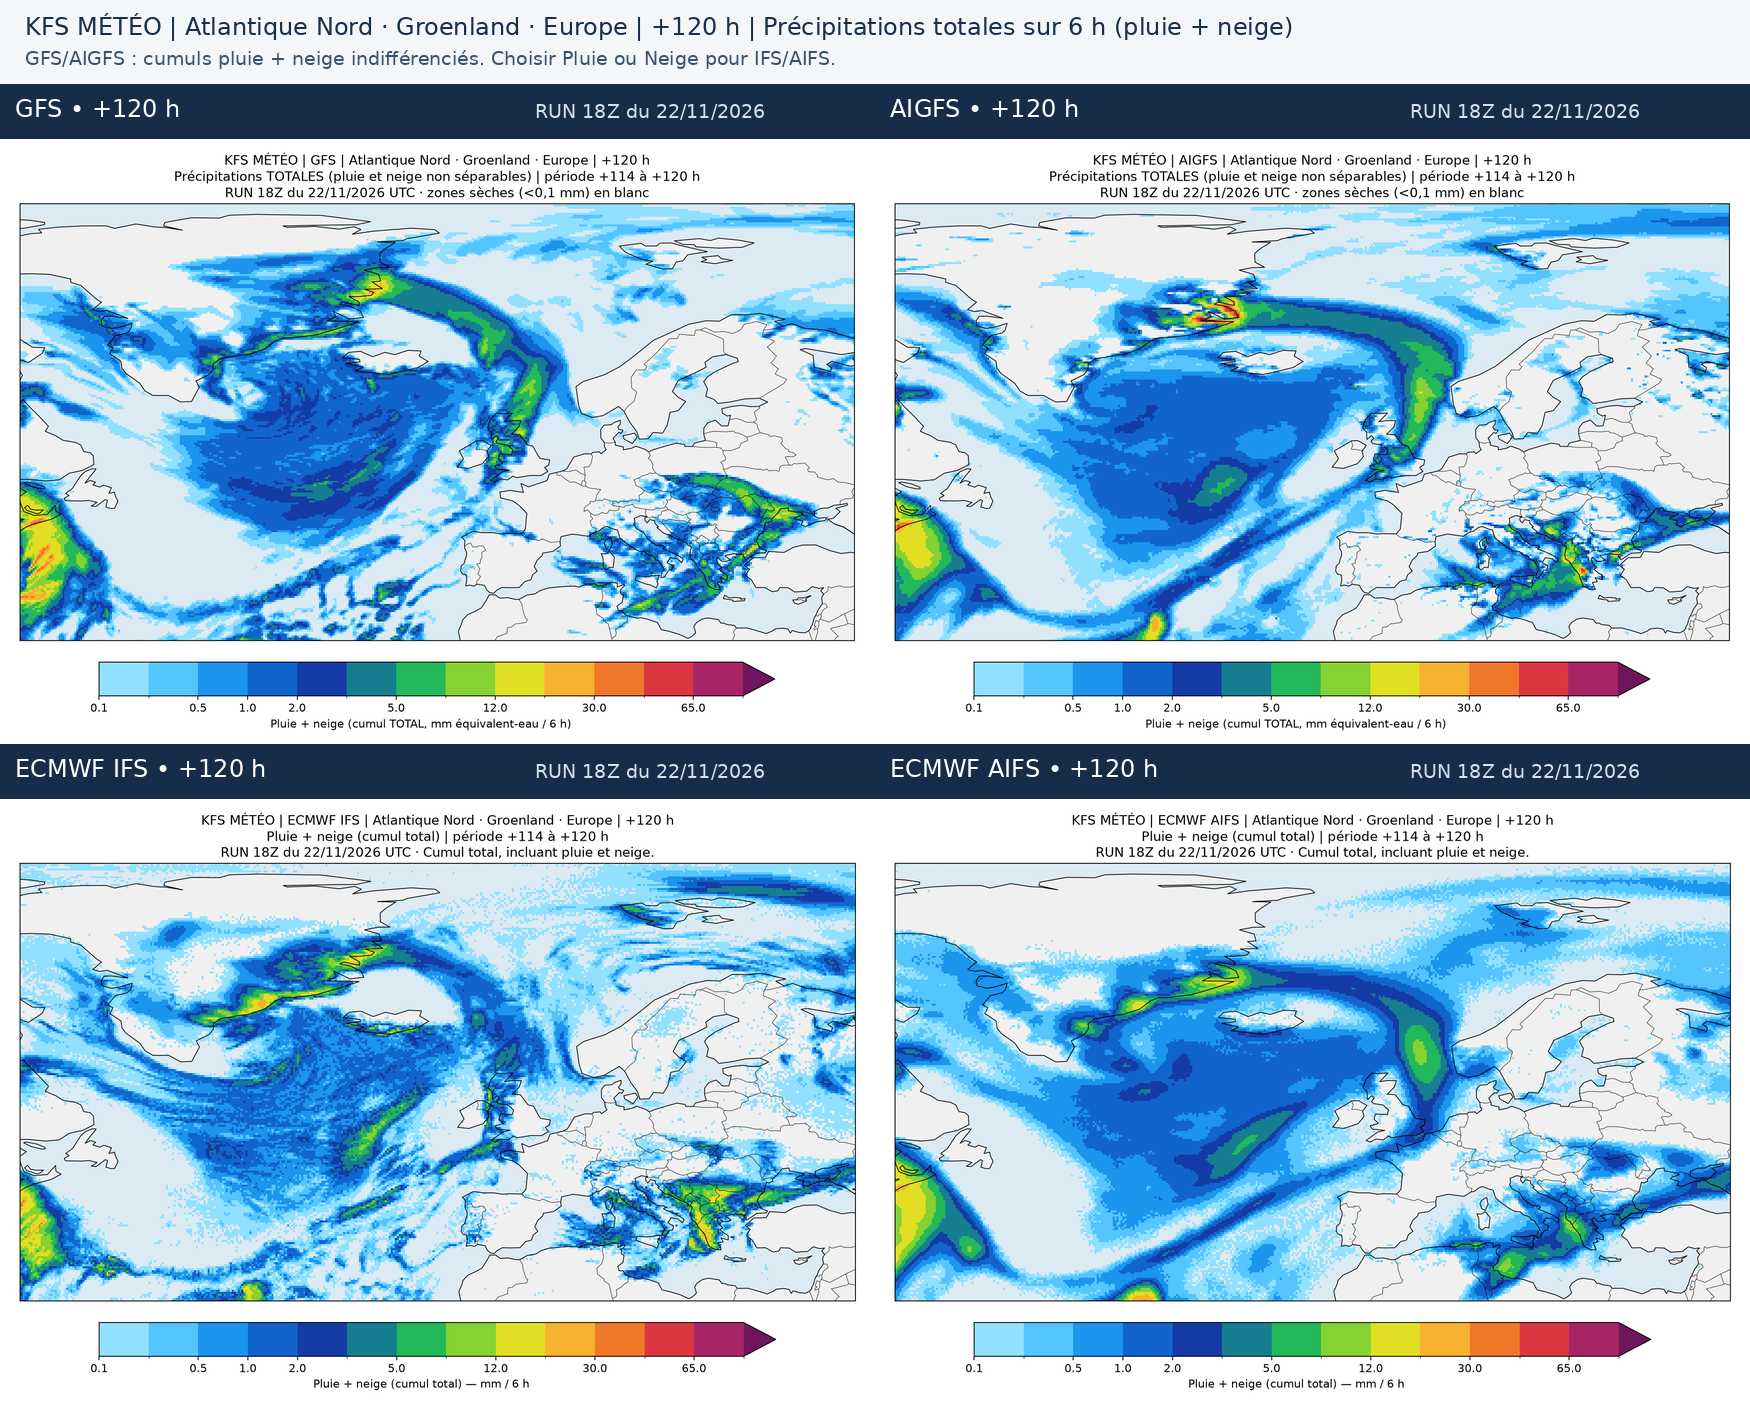 KFS MÉTÉO | Atlantique Nord · Groenland · Europe | +120 h | Précipitations totales sur 6 h (pluie + neige)
GFS/AIGFS : cumuls pluie + neige indifférenciés. Choisir Pluie ou Neige pour IFS/AIFS.
GFS • +120 h
RUN 18Z du 22/11/2026
AIGFS • +120 h
RUN 18Z du 22/11/2026
KFS MÉTÉO | GFS | Atlantique Nord · Groenland · Europe | +120 h
Précipitations TOTALES (pluie et neige non séparables) | période +114 à +120 h
RUN 18Z du 22/11/2026 UTC · zones sèches (<0,1 mm) en blanc
KFS MÉTÉO | AIGFS | Atlantique Nord · Groenland · Europe | +120 h
Précipitations TOTALES (pluie et neige non séparables) | période +114 à +120 h
RUN 18Z du 22/11/2026 UTC · zones sèches (<0,1 mm) en blanc
0.1 0.5 1.0 2.0 5.0 12.0 30.0 65.0
Pluie + neige (cumul TOTAL, mm équivalent-eau / 6 h)
0.1 0.5 1.0 2.0 5.0 12.0 30.0 65.0
Pluie + neige (cumul TOTAL, mm équivalent-eau / 6 h)
ECMWF IFS • +120 h
RUN 18Z du 22/11/2026
ECMWF AIFS • +120 h
RUN 18Z du 22/11/2026
KFS MÉTÉO | ECMWF IFS | Atlantique Nord · Groenland · Europe | +120 h
Pluie + neige (cumul total) | période +114 à +120 h
RUN 18Z du 22/11/2026 UTC · Cumul total, incluant pluie et neige.
KFS MÉTÉO | ECMWF AIFS | Atlantique Nord · Groenland · Europe | +120 h
Pluie + neige (cumul total) | période +114 à +120 h
RUN 18Z du 22/11/2026 UTC · Cumul total, incluant pluie et neige.
0.1 0.5 1.0 2.0 5.0 12.0 30.0 65.0
Pluie + neige (cumul total) — mm / 6 h
0.1 0.5 1.0 2.0 5.0 12.0 30.0 65.0
Pluie + neige (cumul total) — mm / 6 h